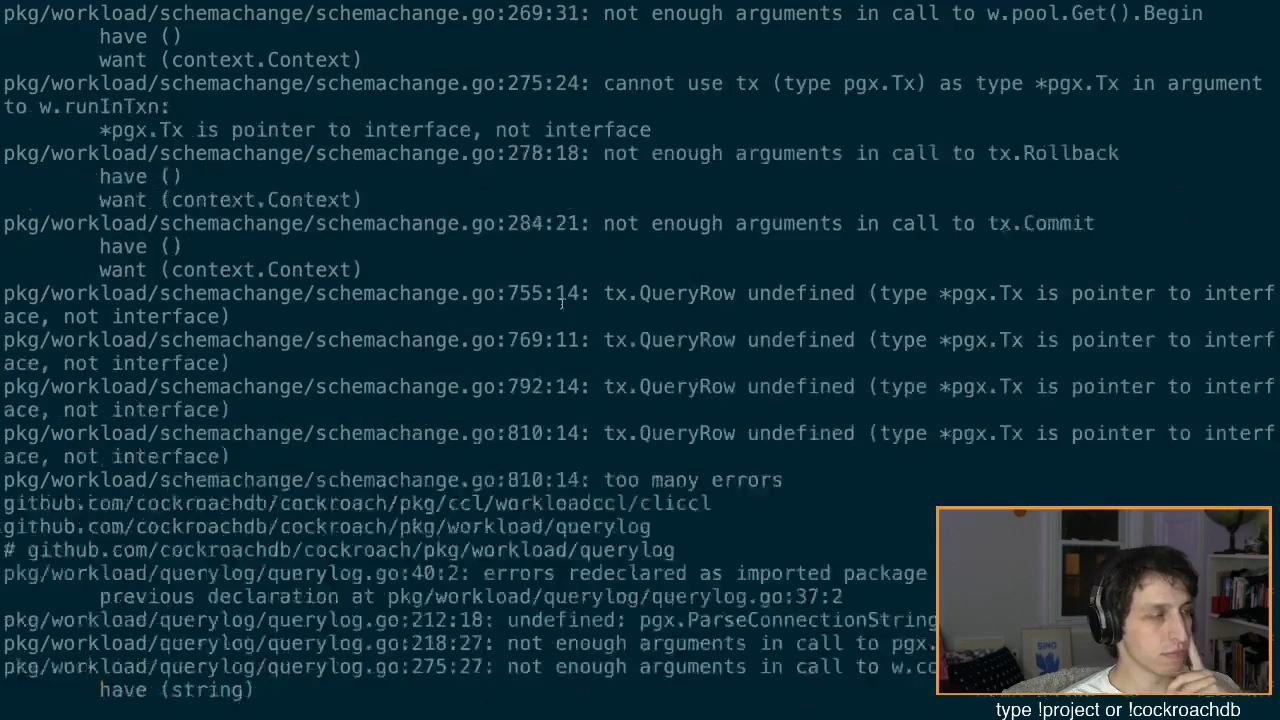 pkg/workload/schemachange/schemachange.go:269:31: not enough arguments in call to w.pool.Get().Begin
have ()
want (context.Context)
pkg/workload/schemachange/schemachange.go:275:24: cannot use tx (type pgx.Tx) as type *pgx.Tx in argument
to w.runInTxn:
*pgx.Tx is pointer to interface, not interface
pkg/workload/schemachange/schemachange.go:278:18: not enough arguments in call to tx.Rollback
have ()
want (context.Context)
pkg/workload/schemachange/schemachange.go:284:21: not enough arguments in call to tx.Commit
have ()
want (context.Context)
pkg/workload/schemachange/schemachange.go:755:14: tx.QueryRow undefined (type *pgx.Tx is pointer to interf
ace, not interface)
pkg/workload/schemachange/schemachange.go:769:11: tx.QueryRow undefined (type *pgx.Tx is pointer to interf
ace, not interface)
pkg/workload/schemachange/schemachange.go:792:14: tx.QueryRow undefined (type *pgx.Tx is pointer to interf
ace, not interface)
pkg/workload/schemachange/schemachange.go:810:14: tx.QueryRow undefined (type *pgx.Tx is pointer to interf
ace, not interface)
pkg/workload/schemachange/schemachange.go:810:14: too many errors
github.com/cockroachdb/cockroach/pkg/ccl/workloadccl/cliccl
github.com/cockroachdb/cockroach/pkg/workload/querylog
# github.com/cockroachdb/cockroach/pkg/workload/querylog
pkg/workload/querylog/querylog.go:40:2: errors redeclared as imported package
previous declaration at pkg/workload/querylog/querylog.go:37:2
pkg/workload/querylog/querylog.go:212:18: undefined: pgx.ParseConnectionString
pkg/workload/querylog/querylog.go:218:27: not enough arguments in call to pgx.
pkg/workload/querylog/querylog.go:275:27: not enough arguments in call to w.co
have (string)
SING
type !project or !cockroachdb